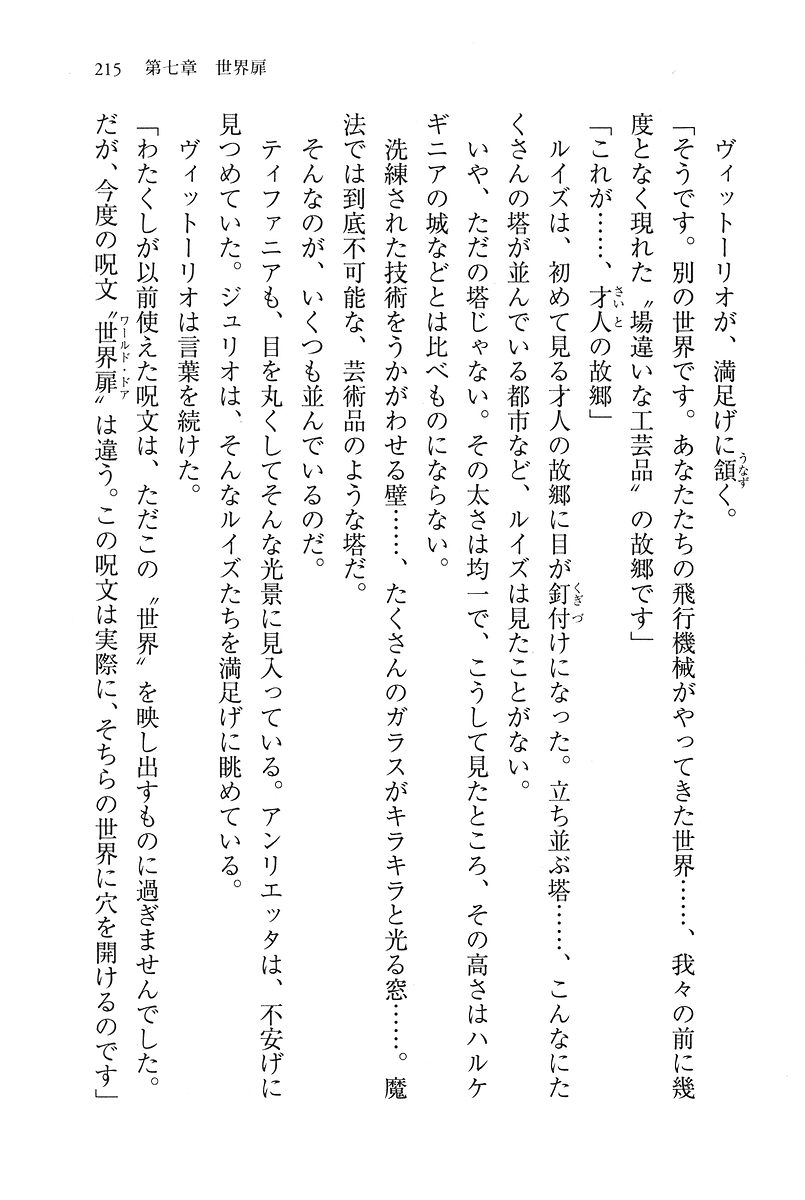 215　第七章　世界扉
ヴィットーリオが、満足げに頷く。
「そうです。別の世界です。あなたたちの飛行機械がやってきた世界……、我々の前に幾
度となく現れた〝場違いな工芸品〟の故郷です」
「これが……、才人の故郷」
ルイズは、初めて見る才人の故郷に目が釘付けになった。立ち並ぶ塔……、こんなにた
くさんの塔が並んでいる都市など、ルイズは見たことがない。
いや、ただの塔じゃない。その太さは均一で、こうして見たところ、その高さはハルケ
ギニアの城などとは比べものにならない。
洗練された技術をうかがわせる壁……、たくさんのガラスがキラキラと光る窓……。魔
法では到底不可能な、芸術品のような塔だ。
そんなのが、いくつも並んでいるのだ。
ティファニアも、目を丸くしてそんな光景に見入っている。アンリエッタは、不安げに
見つめていた。ジュリオは、そんなルイズたちを満足げに眺めている。
ヴィットーリオは言葉を続けた。
「わたくしが以前使えた呪文は、ただこの〝世界〟を映し出すものに過ぎませんでした。
だが、今度の呪文〝世界扉〟は違う。この呪文は実際に、そちらの世界に穴を開けるのです」
うなず
さいと
くぎづ
ワールド・ドア